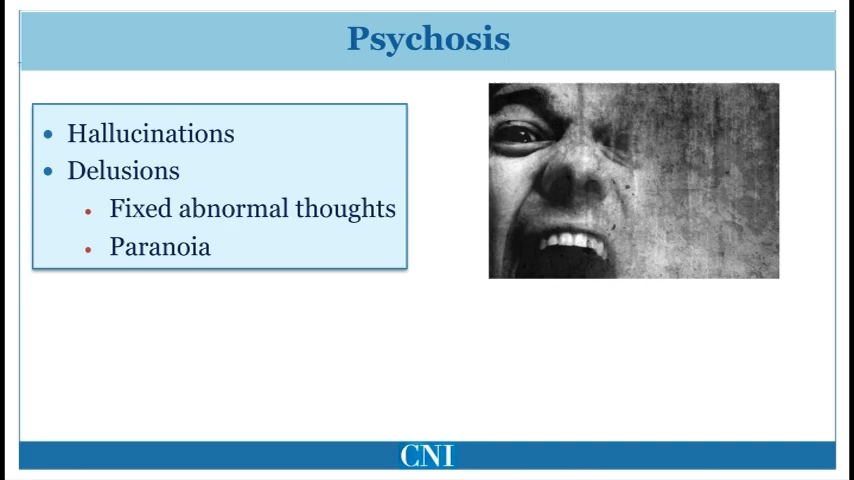 Psychosis
Hallucinations
Delusions
Fixed abnormal thoughts
Paranoia
CNI